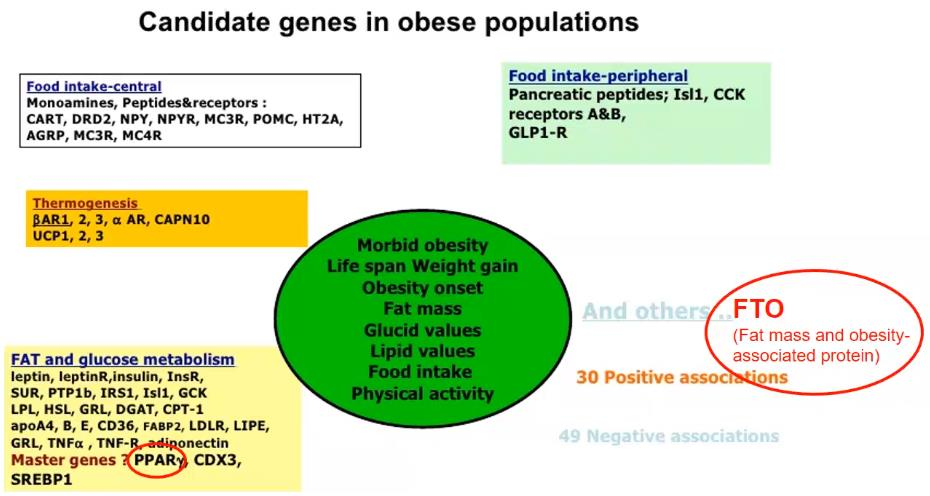 Candidate genes in obese populations
Food intake-central
Monoamines, Peptides&receptors :
CART, DRD2, NPY, NPYR, MC3R, POMC, HT2A,
AGRP, MC3R, MC4R
Food intake-peripheral
Pancreatic peptides; Isl1, CCK
receptors A&B,
GLP1-R
Thermogenesis
βAR1, 2, 3, α AR, CAPN10
UCP1, 2, 3
Morbid obesity
Life span Weight gain
Obesity onset
Fat mass
Glucid values
Lipid values
Food intake
Physical activity
And others ..
FTO
(Fat mass and obesity-
associated protein)
30 Positive associations
49 Negative associations
FAT and glucose metabolism
leptin, leptinR,insulin, InsR,
SUR, PTP1b, IRS1, Isl1, GCK
LPL, HSL, GRL, DGAT, CPT-1
apoA4, B, E, CD36, FABP2, LDLR, LIPE,
GRL, TNFα , TNF-R, adiponectin
Master genes ? PPARγ, CDX3,
SREBP1